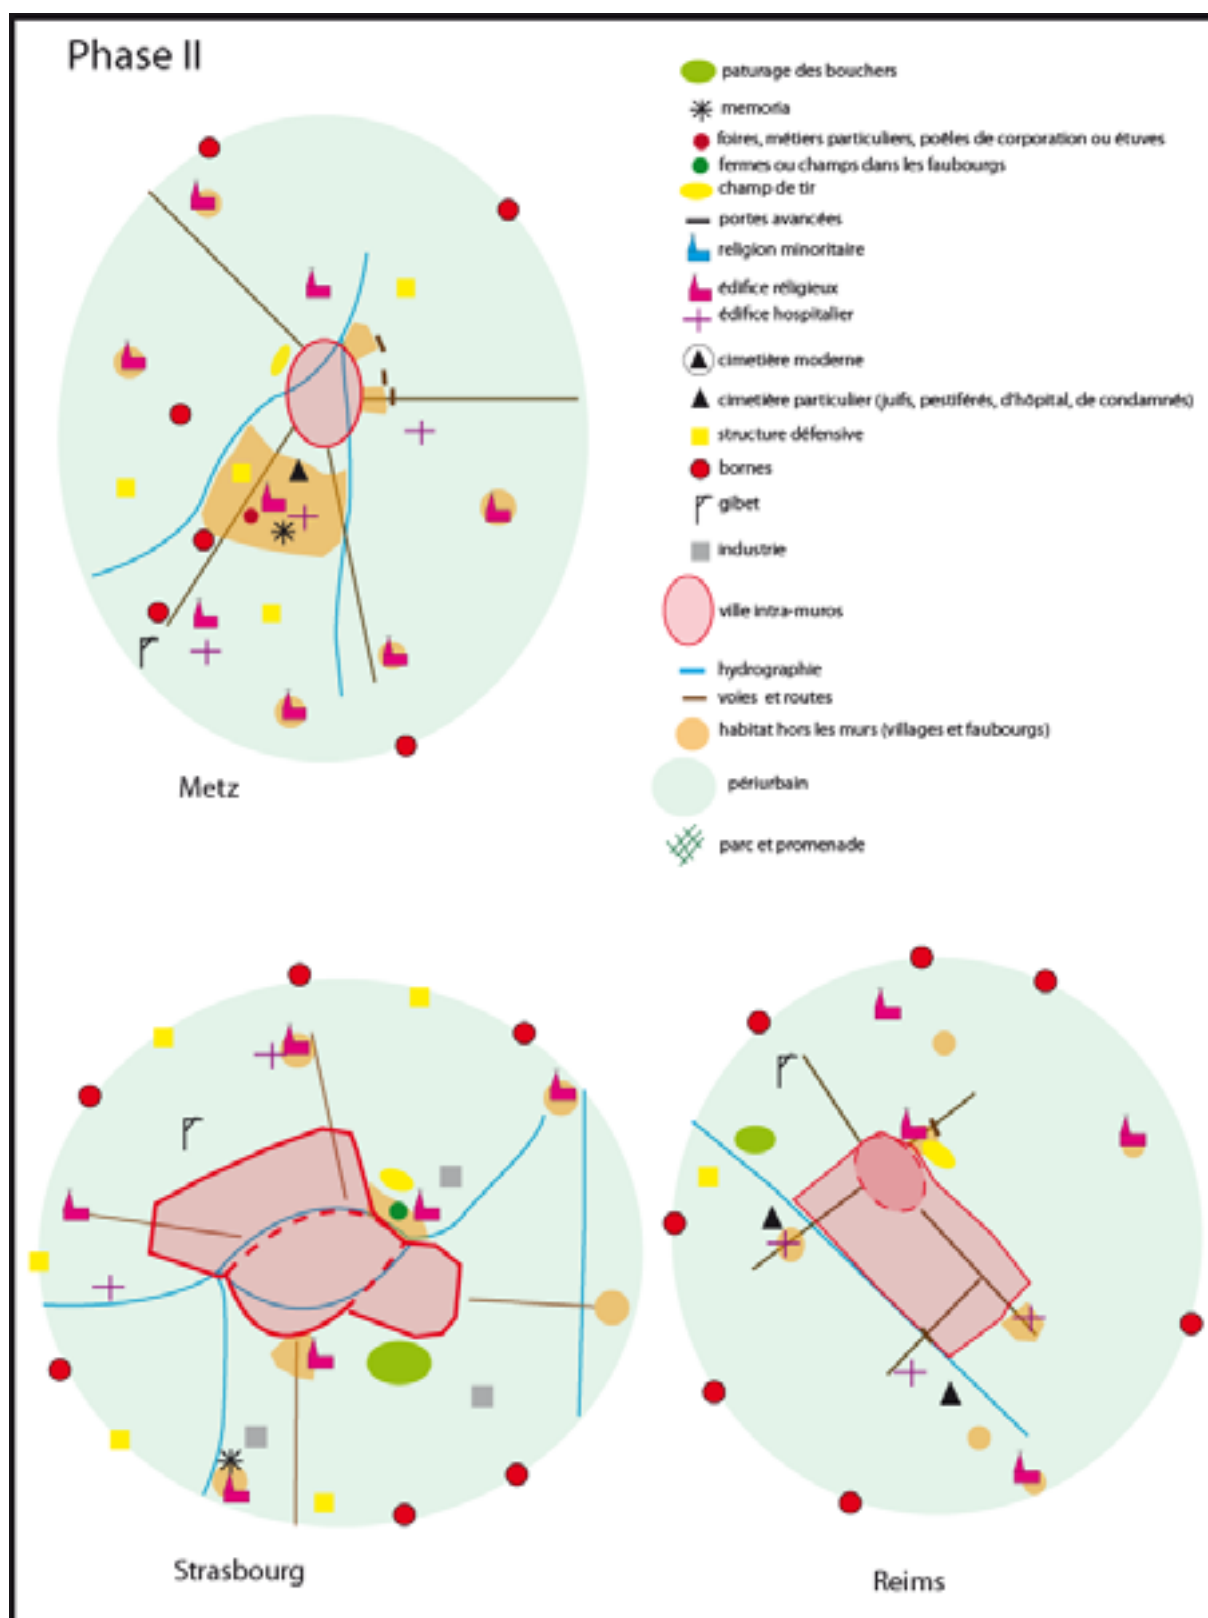 Phase II
paturage des bouchers
memoria
foires, métiers particuliers, poêles de corporation ou étuves
fermes ou champs dans les faubourgs
champ de tir
portes avancées
religion minoritaire
édifice réligieux
édifice hospitalier
cimetière moderne
cimetière particulier (juifs, pestiférés, d'hôpital, de condamnés)
structure défensive
bornes
gibet
industrie
ville intra-muros
hydrographie
voies et routes
habitat hors les murs (villages et faubourgs)
périurbain
parc et promenade
Metz
Strasbourg
Reims